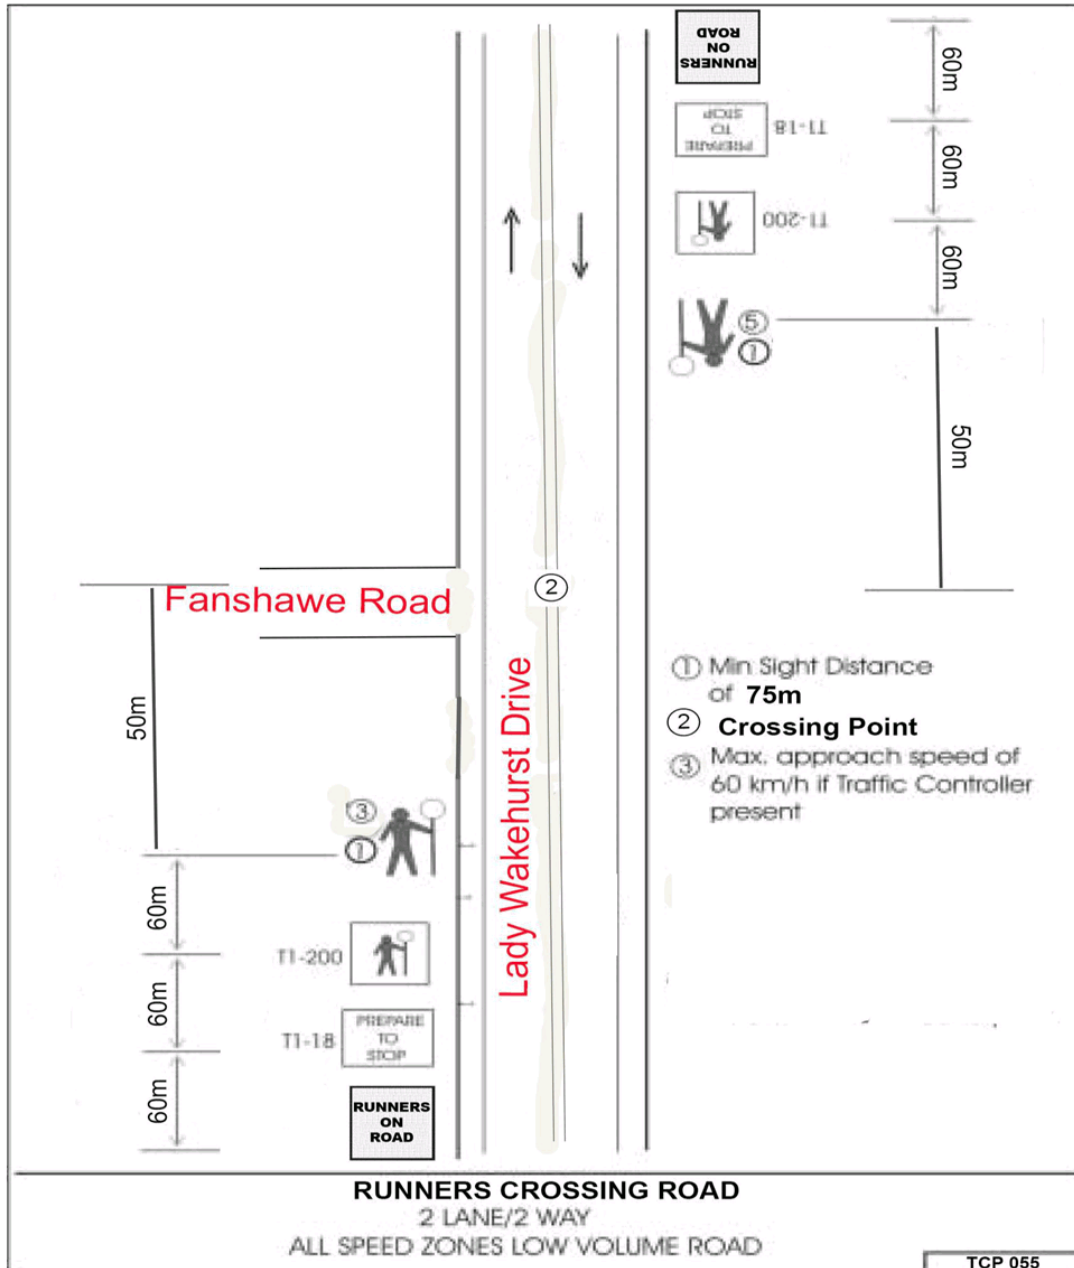 RUNNERS
ON
ROAD
60m
PREPARE
TO
STOP
T1-18
60m
T1-200
60m
5
1
50m
Fanshawe Road
2
50m
Lady Wakehurst Drive
1 Min Sight Distance
of 75m
2 Crossing Point
3 Max. approach speed of
60 km/h if Traffic Controller
present
3
1
60m
T1-200
60m
T1-18
PREPARE
TO
STOP
60m
RUNNERS
ON
ROAD
RUNNERS CROSSING ROAD
2 LANE/2 WAY
ALL SPEED ZONES LOW VOLUME ROAD
TCP 055